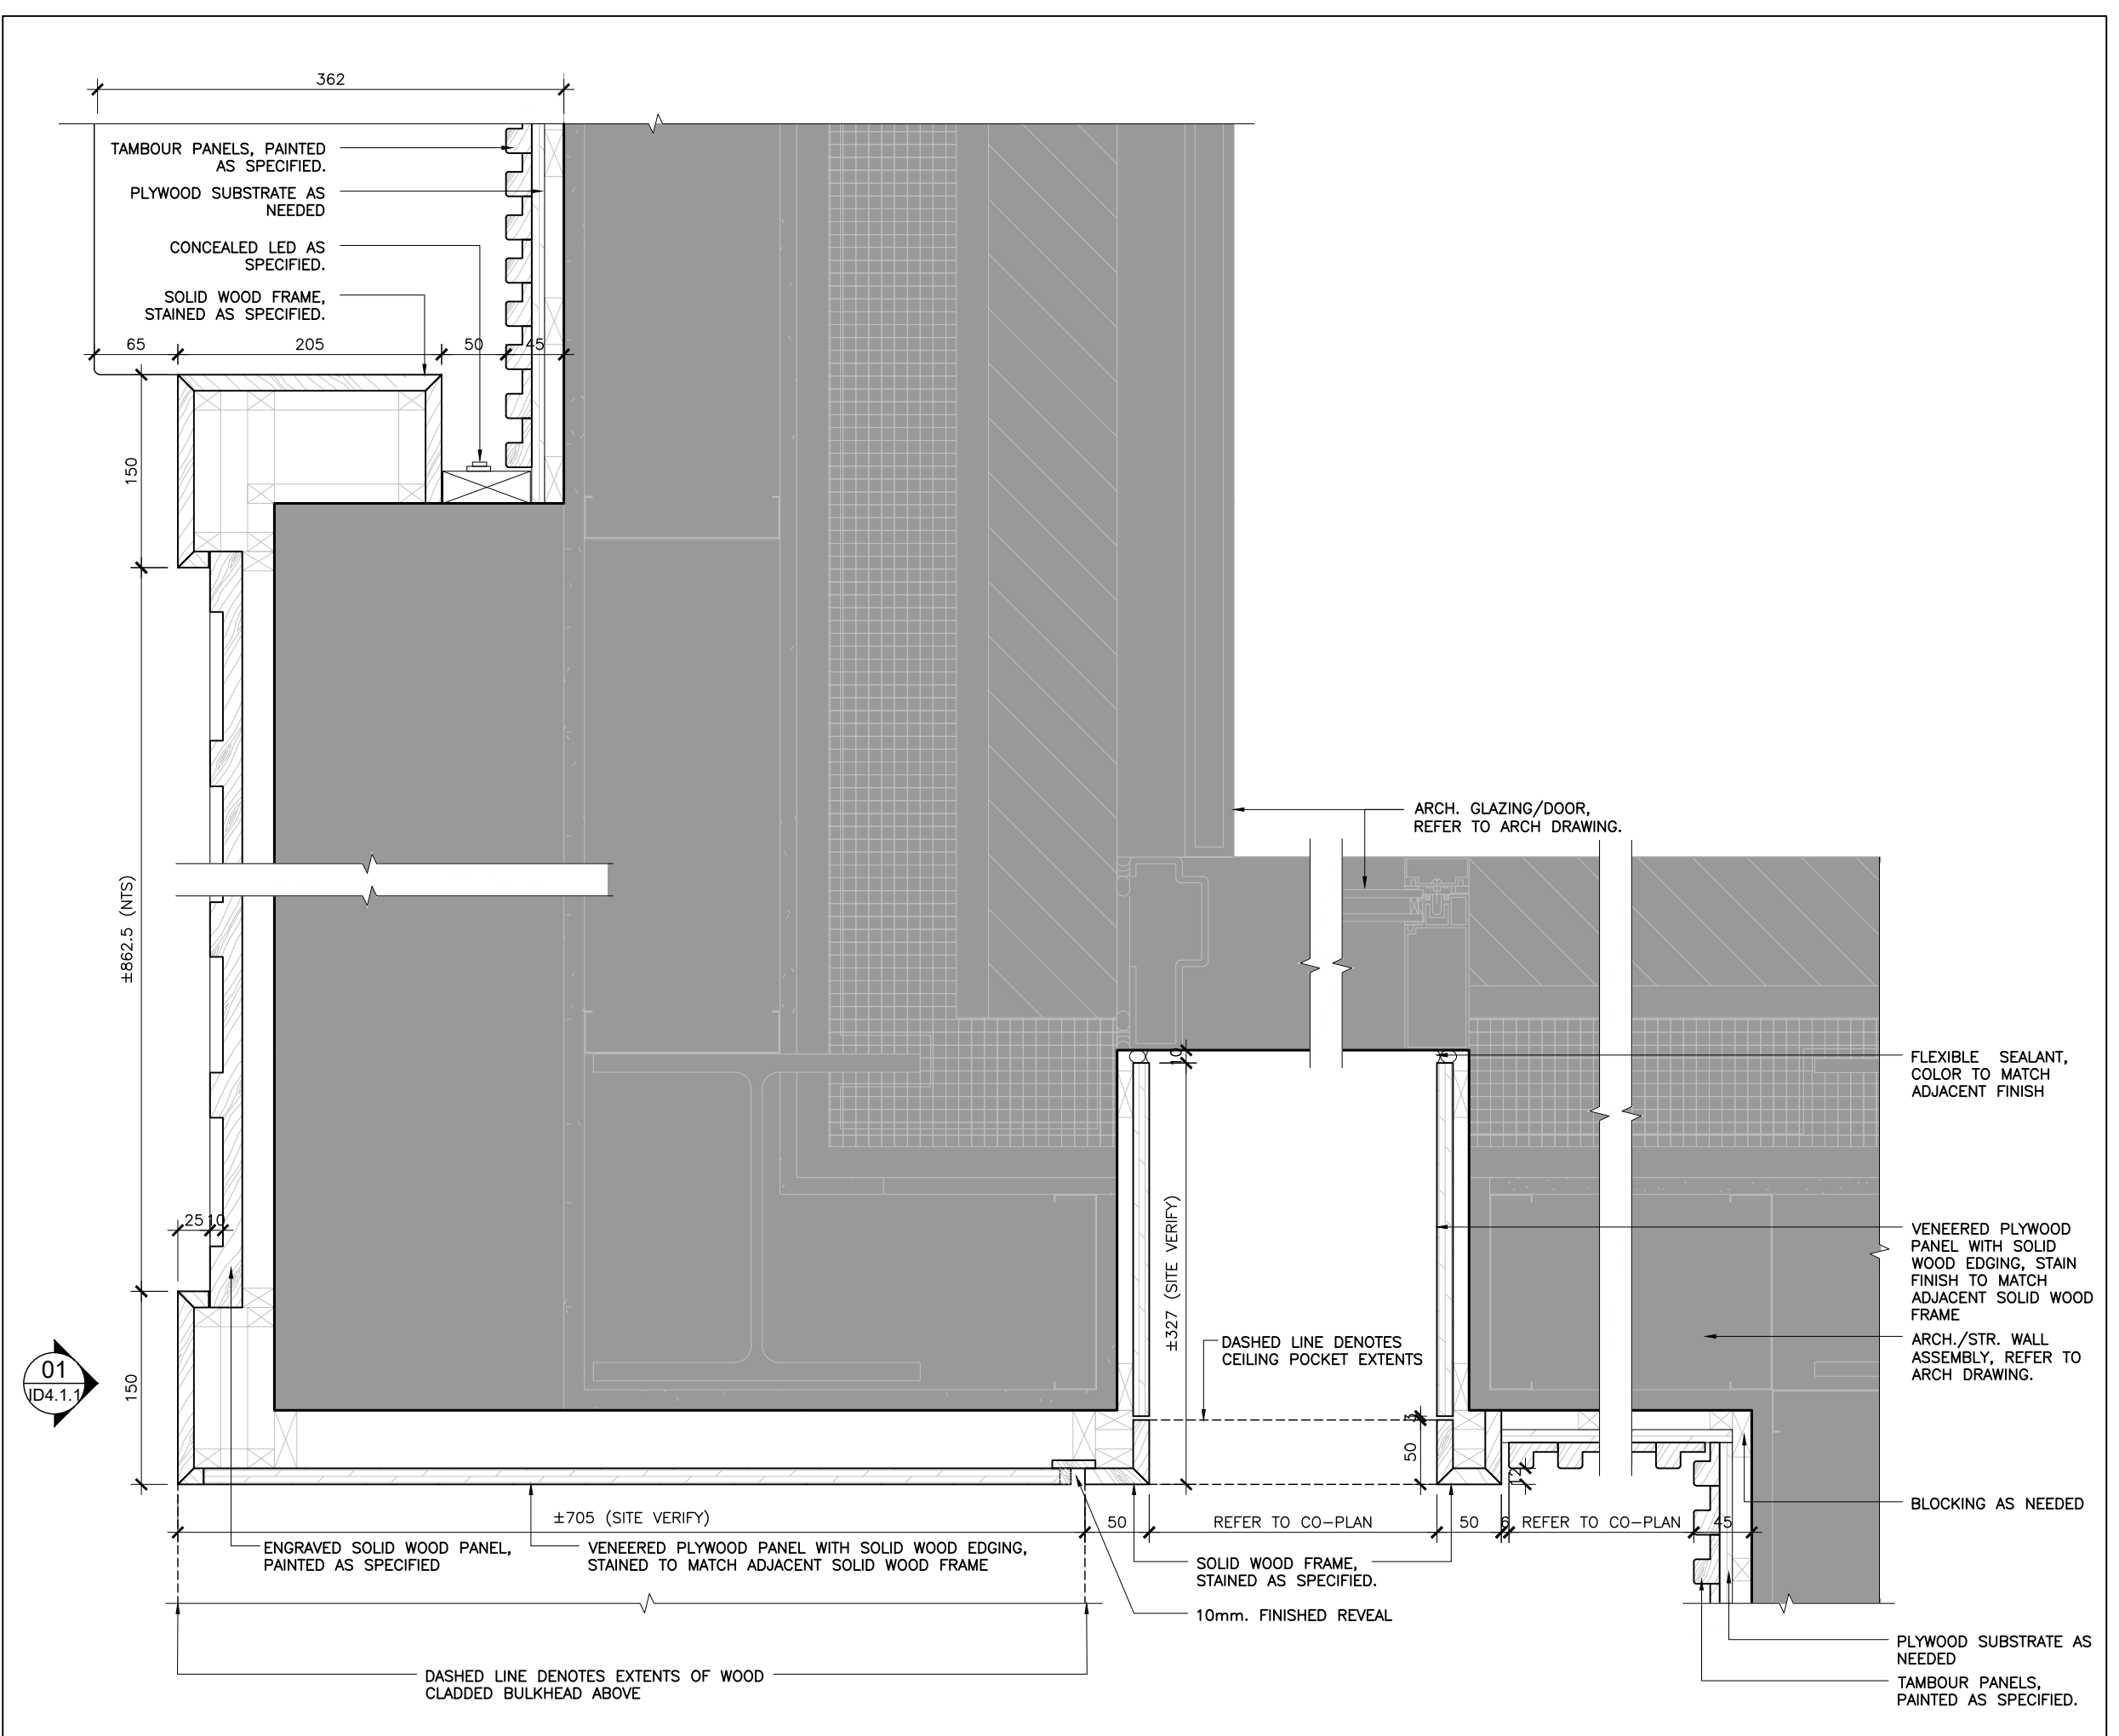 362
TAMBOUR PANELS, PAINTED
AS SPECIFIED.
PLYWOOD SUBSTRATE AS
NEEDED
CONCEALED LED AS
SPECIFIED.
SOLID WOOD FRAME,
STAINED AS SPECIFIED.
65
205
50
45
150
ARCH. GLAZING/DOOR,
REFER TO ARCH DRAWING.
±862.5 (NTS)
10
FLEXIBLE SEALANT,
COLOR TO MATCH
ADJACENT FINISH
25
10
±327 (SITE VERIFY)
VENEERED PLYWOOD
PANEL WITH SOLID
WOOD EDGING, STAIN
FINISH TO MATCH
ADJACENT SOLID WOOD
FRAME
DASHED LINE DENOTES
CEILING POCKET EXTENTS
ARCH./STR. WALL
ASSEMBLY, REFER TO
ARCH DRAWING.
01
ID4.1.1
150
3
50
12
BLOCKING AS NEEDED
±705 (SITE VERIFY)
50
REFER TO CO-PLAN
50
6
REFER TO CO-PLAN
45
ENGRAVED SOLID WOOD PANEL,
PAINTED AS SPECIFIED
VENEERED PLYWOOD PANEL WITH SOLID WOOD EDGING,
STAINED TO MATCH ADJACENT SOLID WOOD FRAME
SOLID WOOD FRAME,
STAINED AS SPECIFIED.
10mm. FINISHED REVEAL
PLYWOOD SUBSTRATE AS
NEEDED
DASHED LINE DENOTES EXTENTS OF WOOD
CLADDED BULKHEAD ABOVE
TAMBOUR PANELS,
PAINTED AS SPECIFIED.